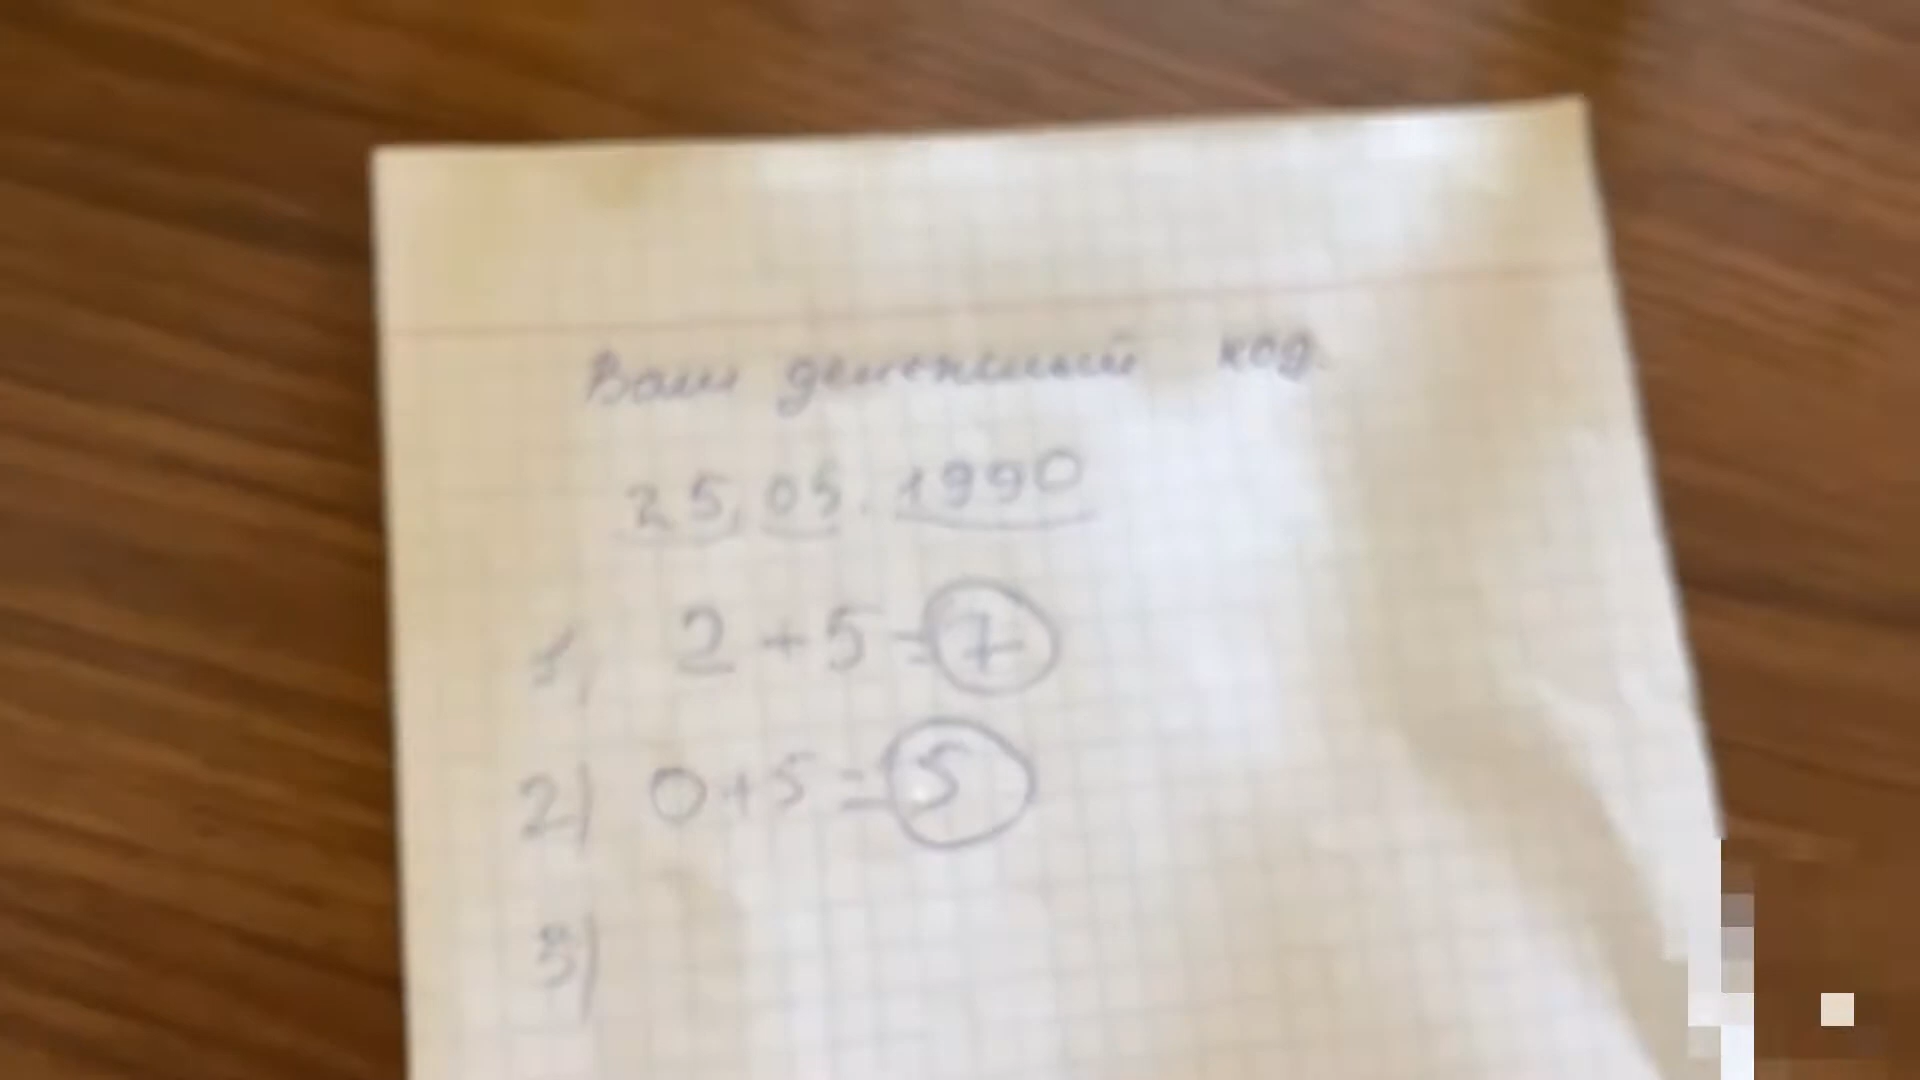 Ваш денежный код.
25.05.1990
1) 2+5=7
2) 0+5=5
3)